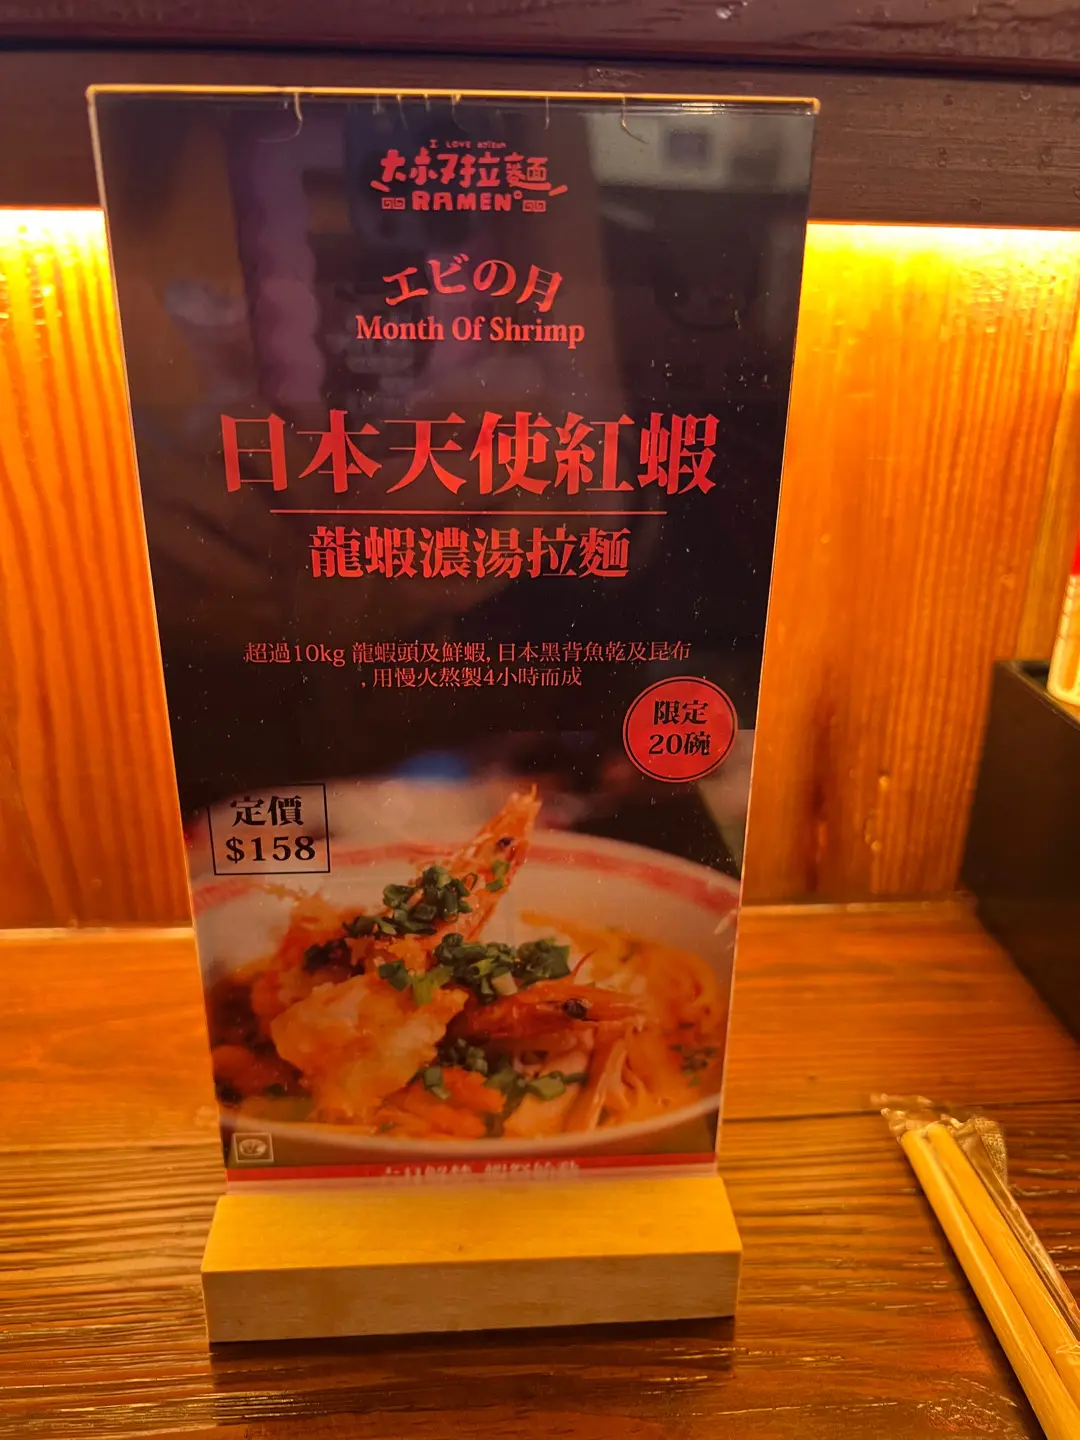 I LOVE
大叔拉麵
RAMEN
エビの月
Month Of Shrimp
日本天使紅蝦
龍蝦濃湯拉麵
超過10kg 龍蝦頭及鮮蝦, 日本黑背魚乾及昆布
, 用慢火熬製4小時而成
限定
20碗
定價
$158